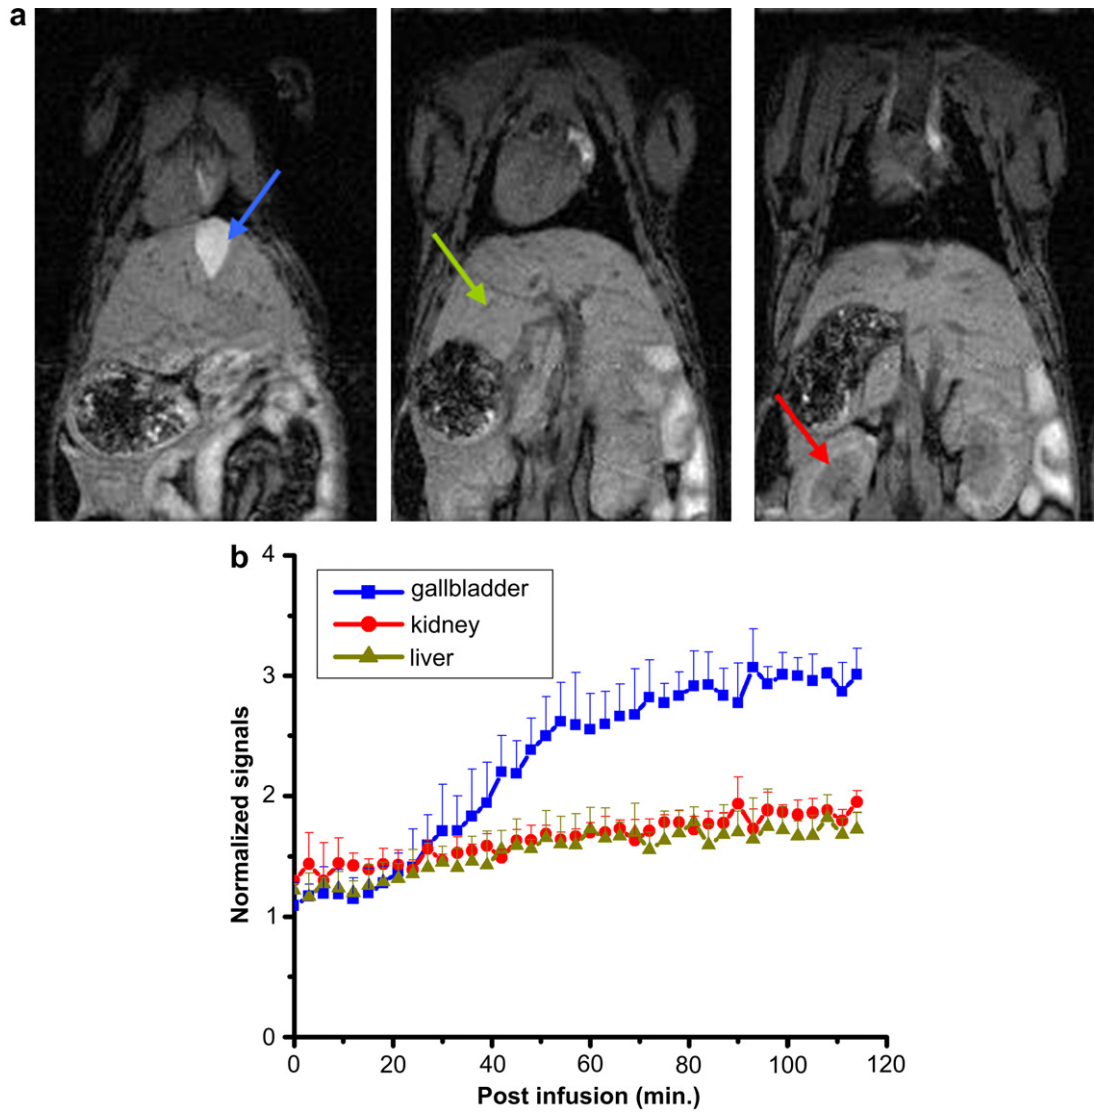 a
b
4
3
2
1
0
Normalized signals
gallbladder
kidney
liver
0 20 40 60 80 100 120
Post infusion (min.)